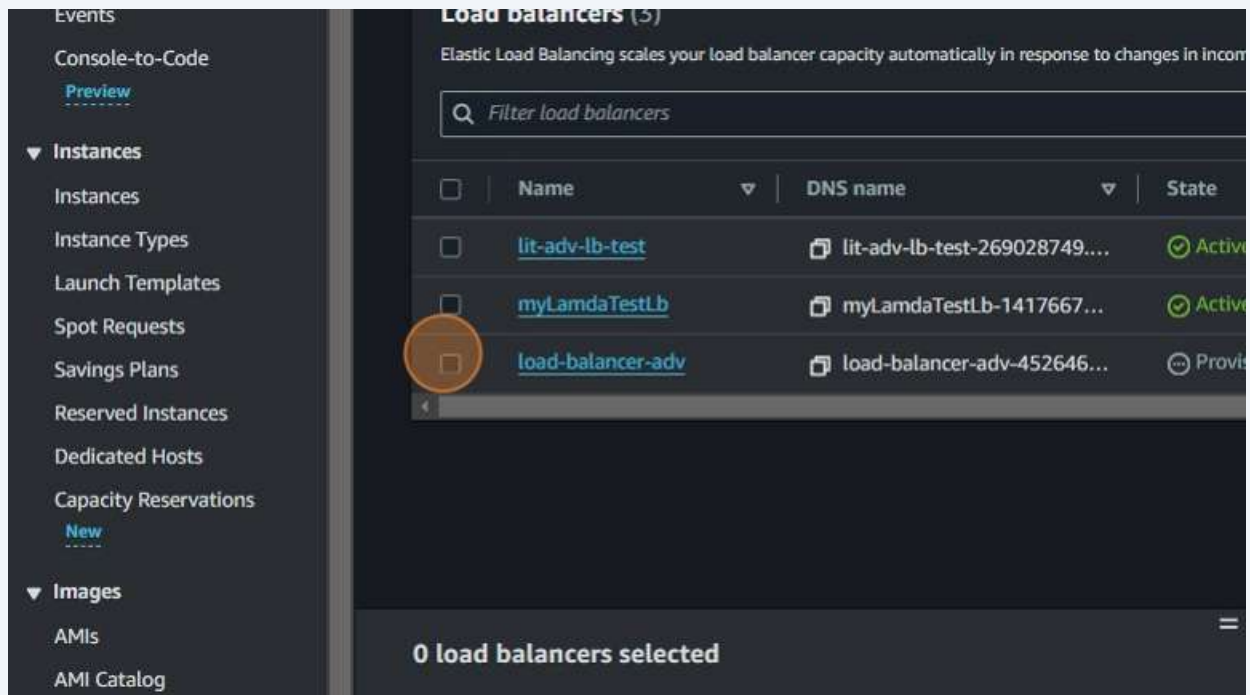 Events
Console-to-Code
Preview
Instances
Instances
Instance Types
Launch Templates
Spot Requests
Savings Plans
Reserved Instances
Dedicated Hosts
Capacity Reservations
New
Images
AMIs
AMI Catalog
Load balancers (3)
Elastic Load Balancing scales your load balancer capacity automatically in response to changes in incom
Filter load balancers
Name DNS name State
lit-adv-lb-test lit-adv-lb-test-269028749.... Active
myLamdaTestLb myLamdaTestLb-1417667... Active
load-balancer-adv load-balancer-adv-452646... Provis
0 load balancers selected